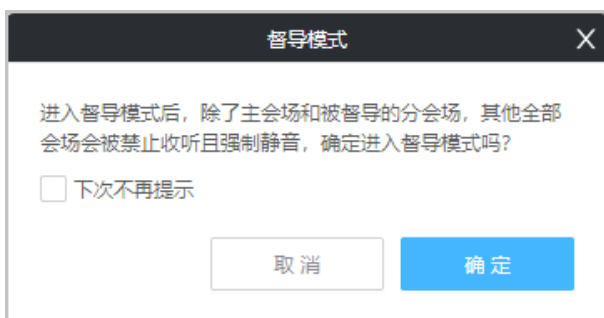 督导模式
进入督导模式后，除了主会场和被督导的分会场，其他全部
会场会被禁止收听且强制静音，确定进入督导模式吗？
下次不再提示
取消
确定